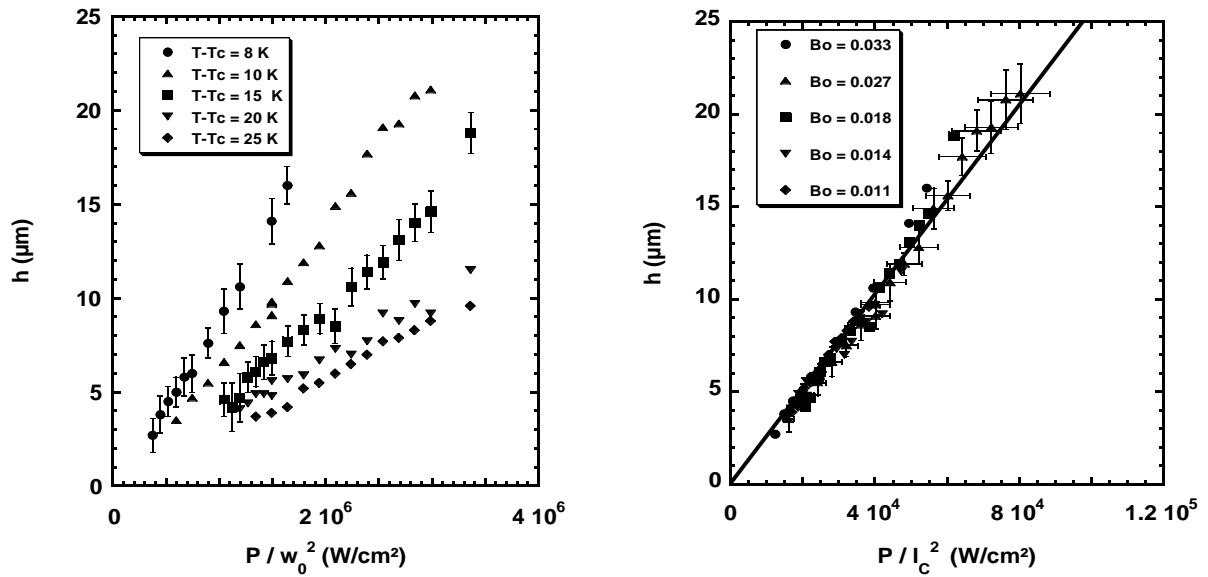 25
20
15
10
5
0
h (µm)
T-Tc = 8 K
T-Tc = 10 K
T-Tc = 15 K
T-Tc = 20 K
T-Tc = 25 K
0
2 10⁶
4 10⁶
P / w₀² (W/cm²)
25
20
15
10
5
0
h (µm)
Bo = 0.033
Bo = 0.027
Bo = 0.018
Bo = 0.014
Bo = 0.011
0
4 10⁴
8 10⁴
1.2 10⁵
P / l_C² (W/cm²)